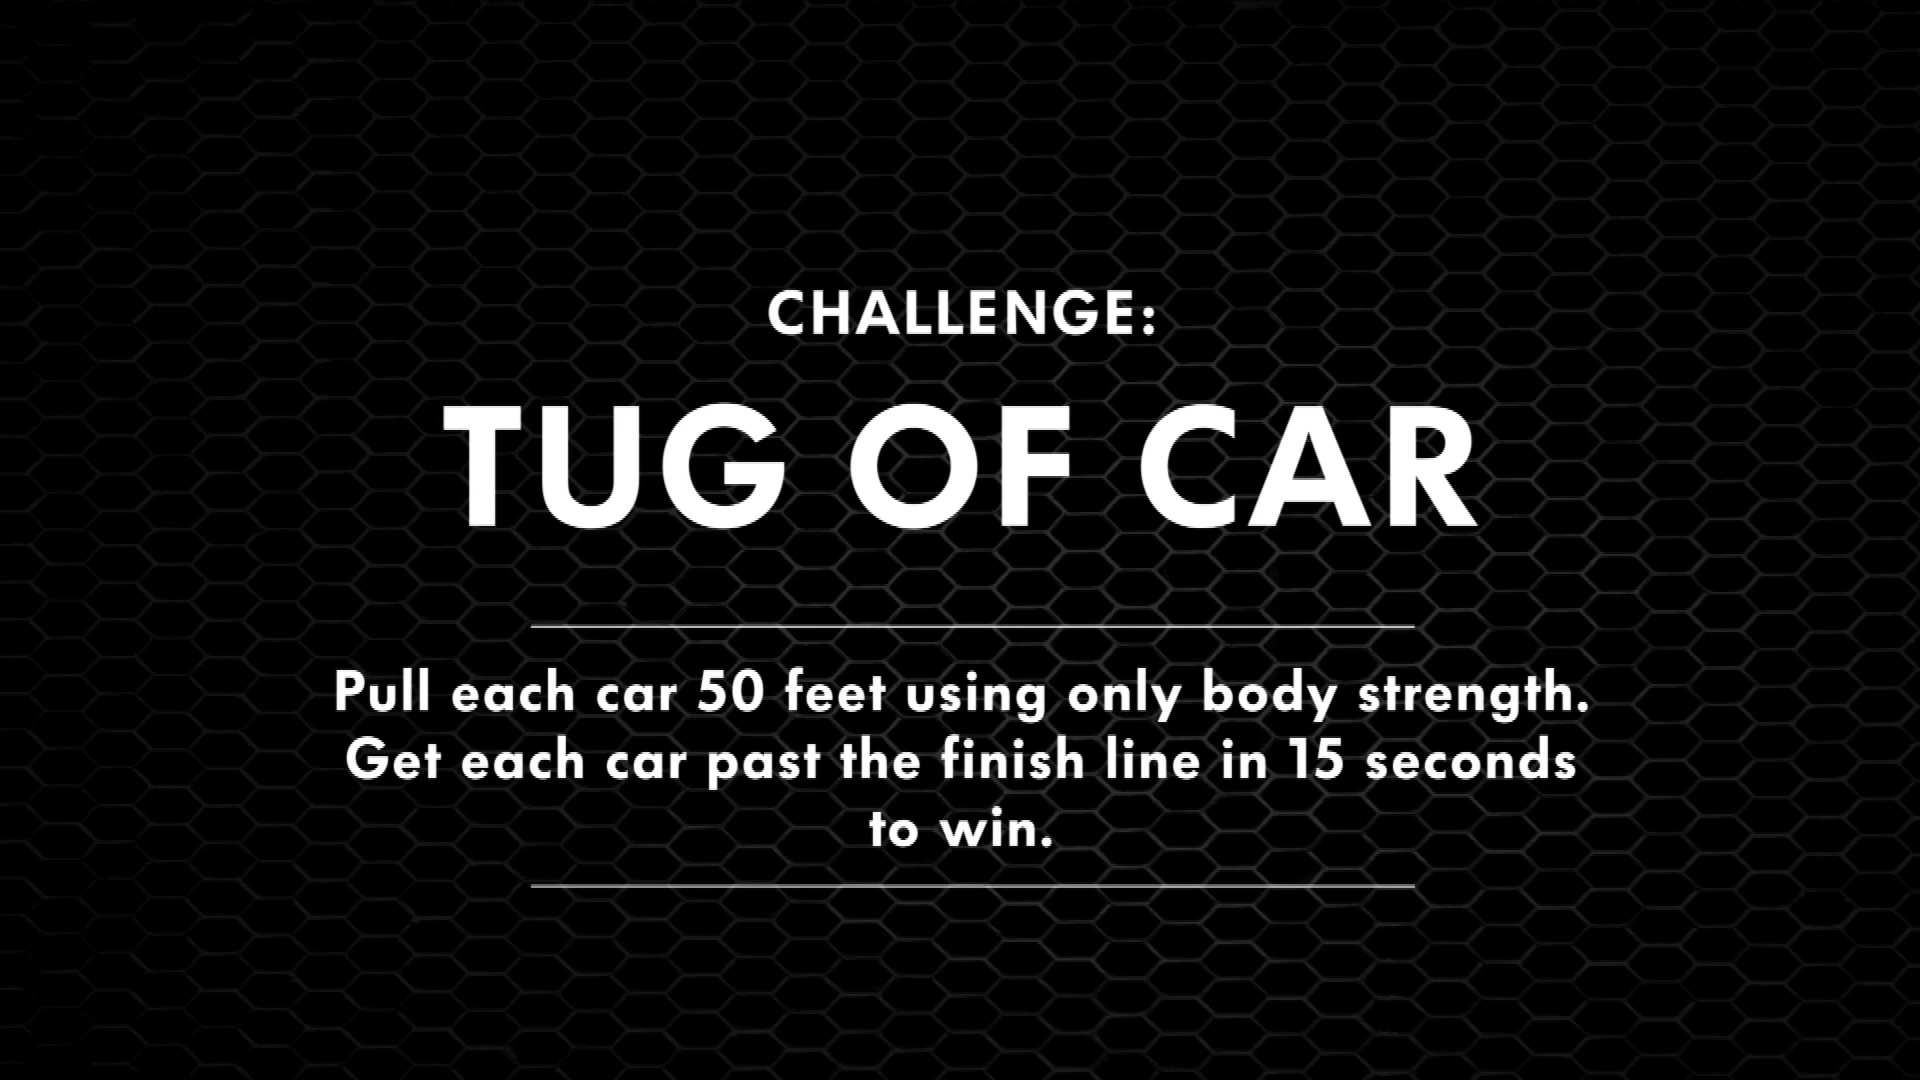 CHALLENGE:
TUG OF CAR
Pull each car 50 feet using only body strength.
Get each car past the finish line in 15 seconds
to win.